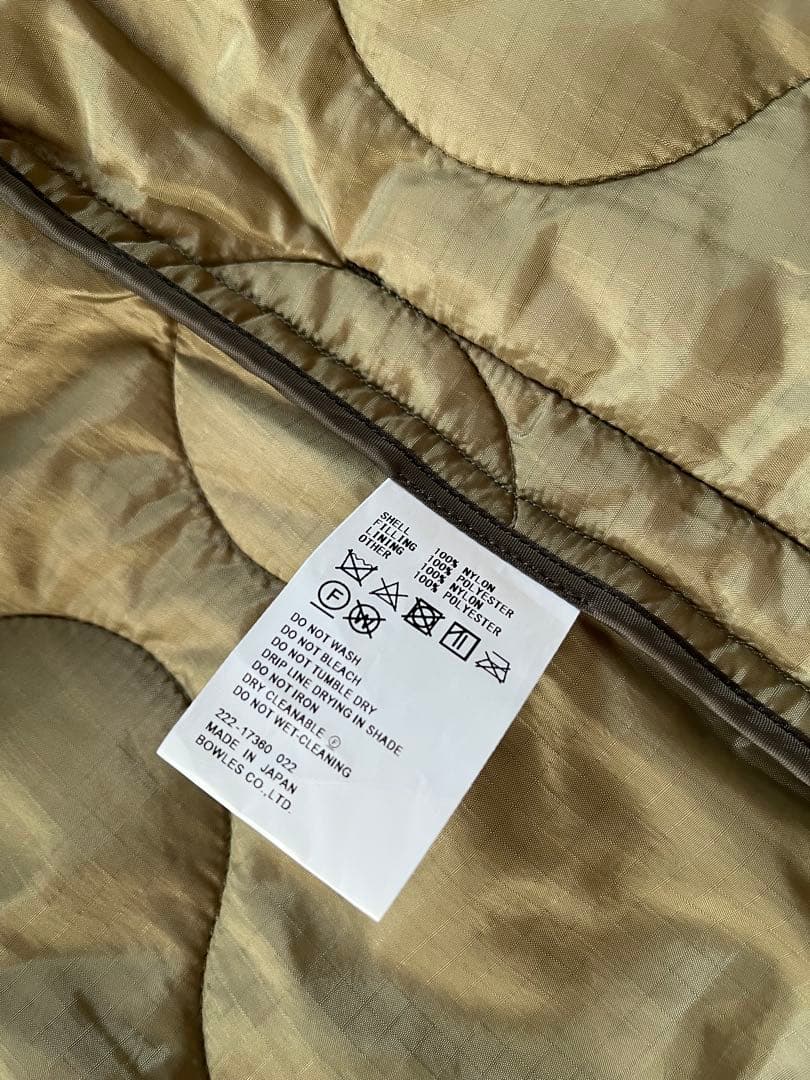 SHELL 100% NYLON
FILLING 100% POLYESTER
LINING 100% NYLON
OTHER 100% POLYESTER
F W
DO NOT WASH
DO NOT BLEACH
DO NOT TUMBLE DRY
DRIP LINE DRYING IN SHADE
DO NOT IRON
DRY CLEANABLE Ⓕ
DO NOT WET-CLEANING
222-17360 022
MADE IN JAPAN
BOWLES CO.,LTD.